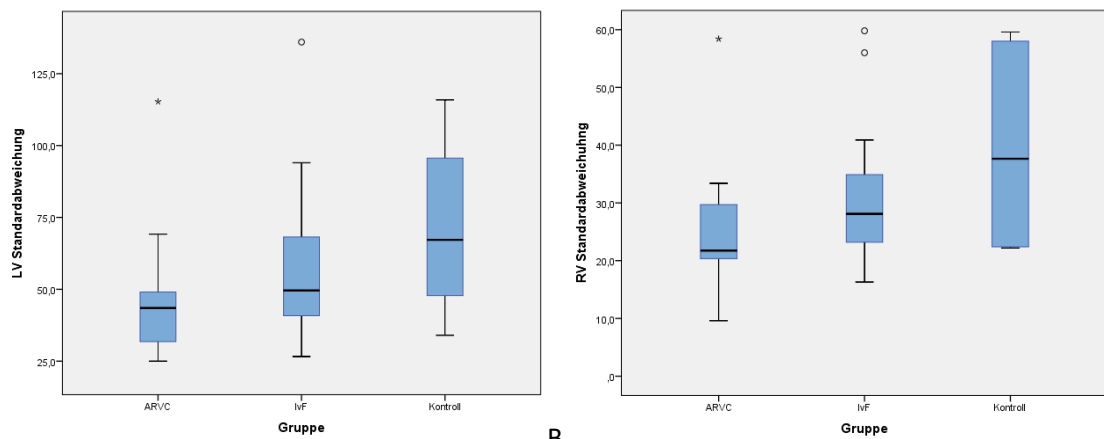 LV Standardabweichung
125,0
100,0
75,0
50,0
25,0
*
ARVC IvF Kontroll
Gruppe
RV Standardabweichuhng
60,0
50,0
40,0
30,0
20,0
10,0
,0
*
ARVC IvF Kontroll
Gruppe